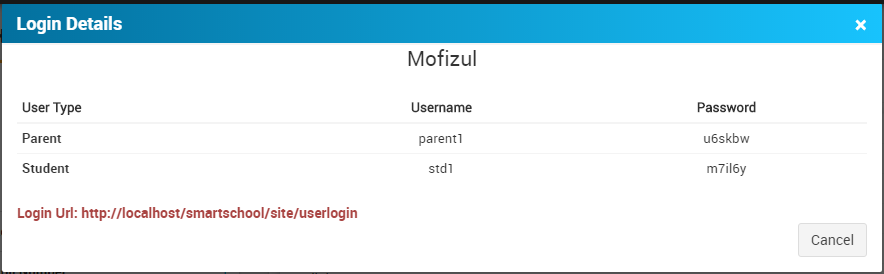 Login Details ×
Mofizul
User Type Username Password
Parent parent1 u6skbw
Student std1 m7il6y
Login Url: http://localhost/smartschool/site/userlogin
Cancel